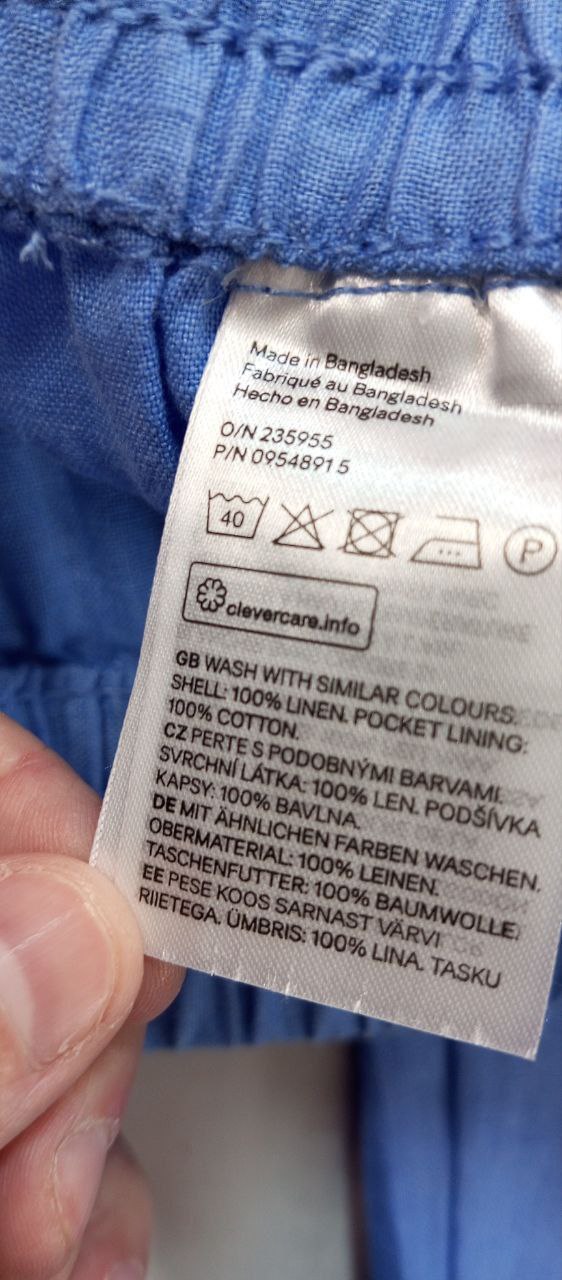 Made in Bangladesh
Fabriqué au Bangladesh
Hecho en Bangladesh
O/N 235955
P/N 09548915
40
P
clevercare.info
GB WASH WITH SIMILAR COLOURS.
SHELL: 100% LINEN. POCKET LINING:
100% COTTON.
CZ PERTE S PODOBNÝMI BARVAMI.
SVRCHNÍ LÁTKA: 100% LEN. PODŠÍVKA
KAPSY: 100% BAVLNA.
DE MIT ÄHNLICHEN FARBEN WASCHEN.
OBERMATERIAL: 100% LEINEN.
TASCHENFUTTER: 100% BAUMWOLLE.
EE PESE KOOS SARNAST VÄRVI
RIIETEGA. ÜMBRIS: 100% LINA. TASKU